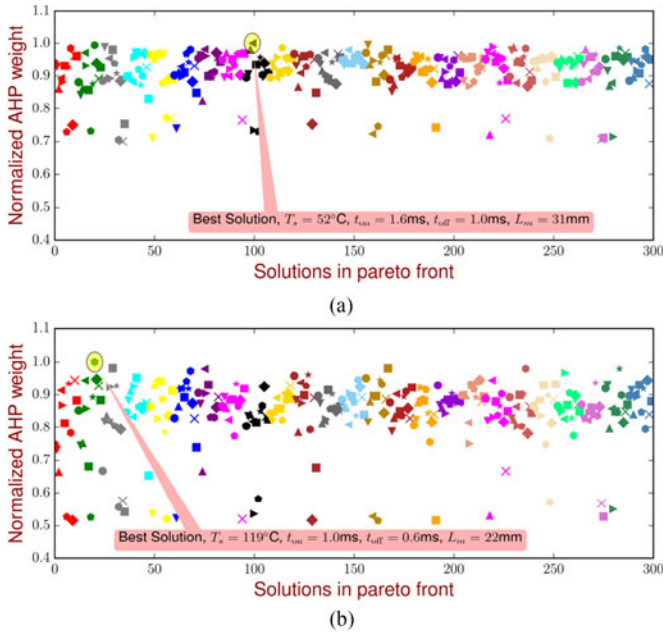 1.1
1.0
0.9
0.8
0.7
0.6
0.5
0.4
Normalized AHP weight
Best Solution, Tₛ = 52°C, tₒₙ = 1.6ms, t_off = 1.0ms, Lₘ = 31mm
0 50 100 150 200 250 300
Solutions in pareto front
(a)
1.1
1.0
0.9
0.8
0.7
0.6
0.5
0.4
Normalized AHP weight
Best Solution, Tₛ = 119°C, tₒₙ = 1.0ms, t_off = 0.6ms, Lₘ = 22mm
0 50 100 150 200 250 300
Solutions in pareto front
(b)